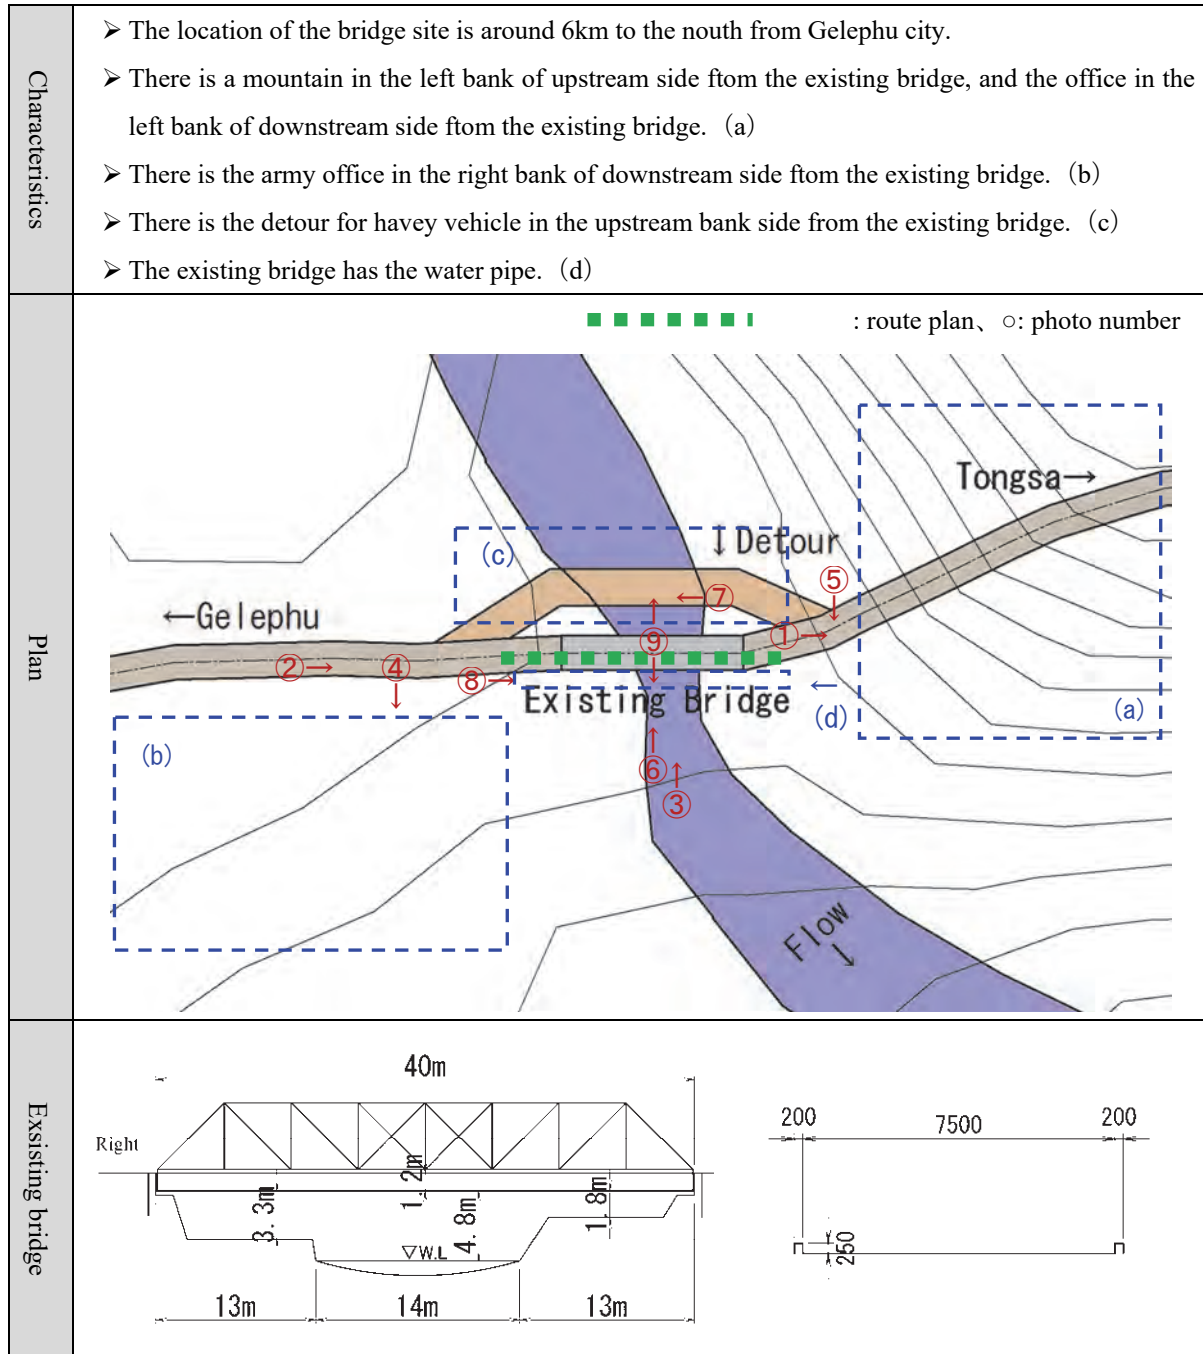 Characteristics
➢ The location of the bridge site is around 6km to the nouth from Gelephu city.
➢ There is a mountain in the left bank of upstream side ftom the existing bridge, and the office in the
left bank of downstream side ftom the existing bridge. (a)
➢ There is the army office in the right bank of downstream side ftom the existing bridge. (b)
➢ There is the detour for havey vehicle in the upstream bank side from the existing bridge. (c)
➢ The existing bridge has the water pipe. (d)
Plan
: route plan、○: photo number
Tongsa→
(c)
↓Detour
⑤
←Gelephu
⑦
①
⑨
②→
④
⑧
Existing Bridge
←
(d)
(a)
(b)
⑥
③
Flow
→
Exsisting bridge
40m
Right
3.3m
1.2m
4.8m
1.8m
▽W.L
13m
14m
13m
200
7500
200
250